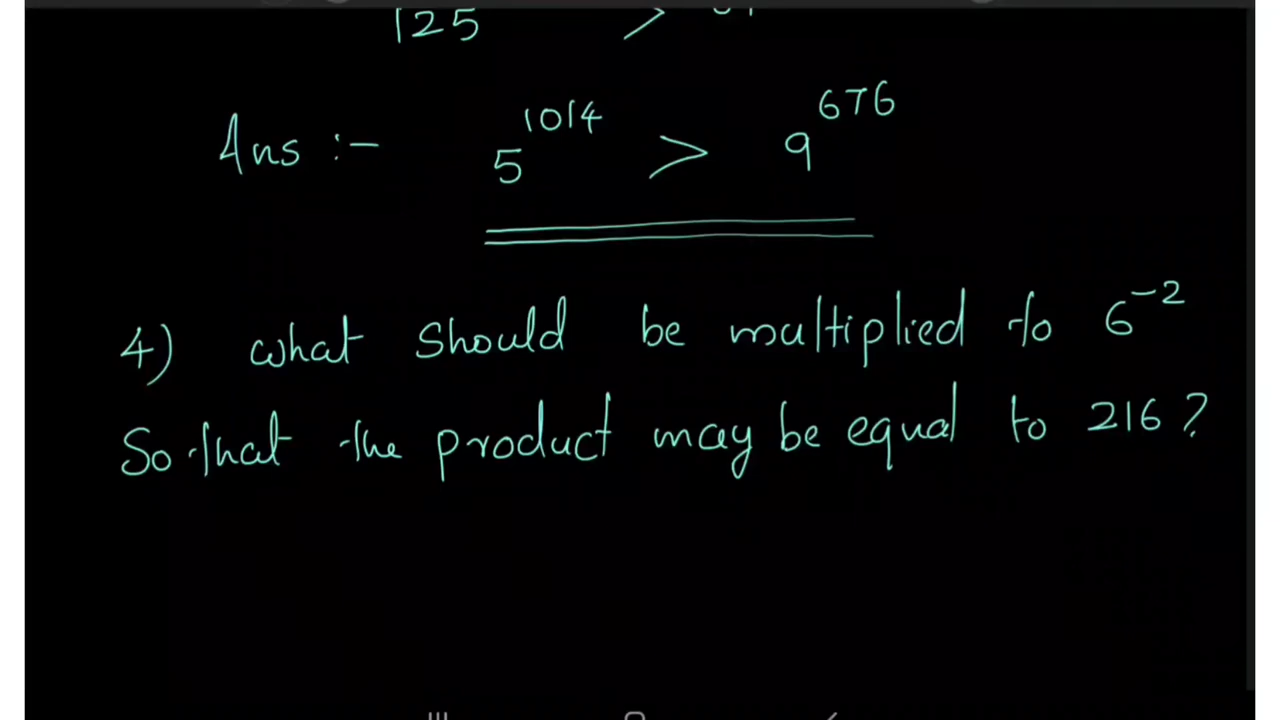 125 >
Ans :- 5^1014 > 9^676
4) what should be multiplied to 6^-2
So that the product may be equal to 216?